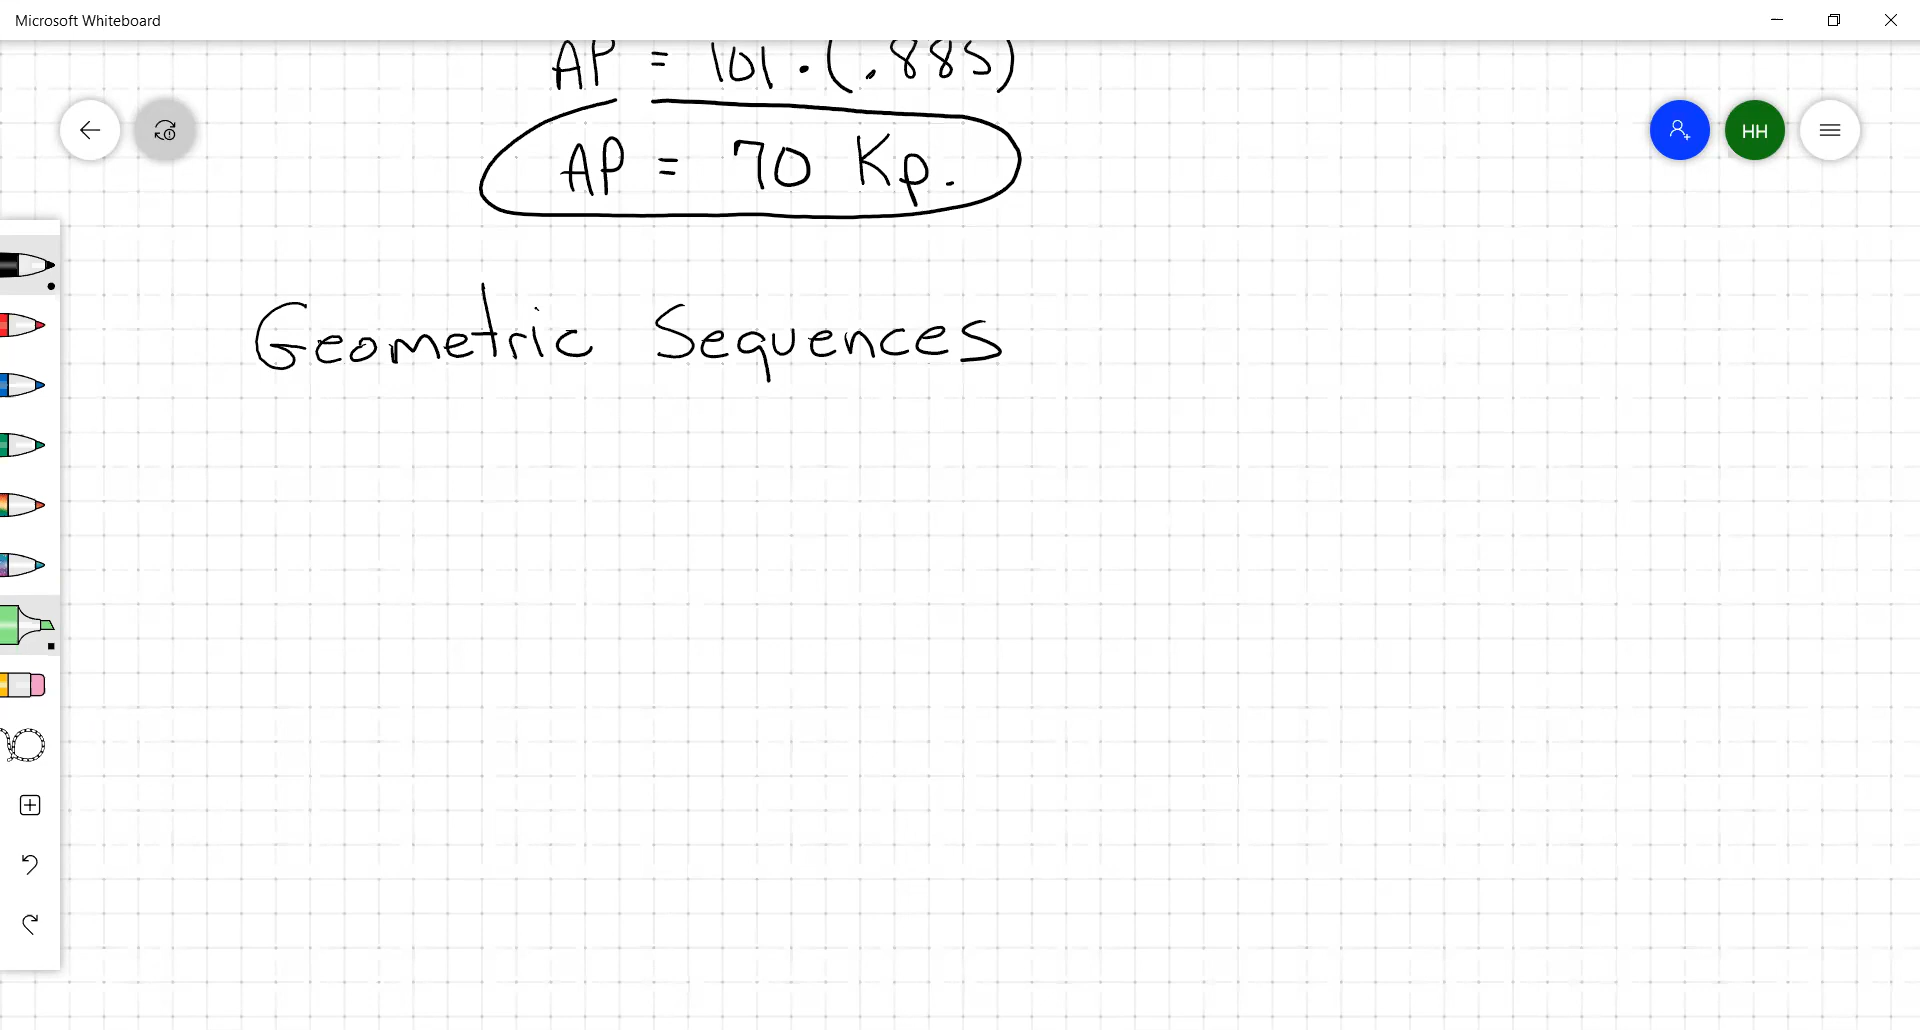 Microsoft Whiteboard
AP = 101 · (.885)
AP = 70 Kp.
HH
Geometric Sequences